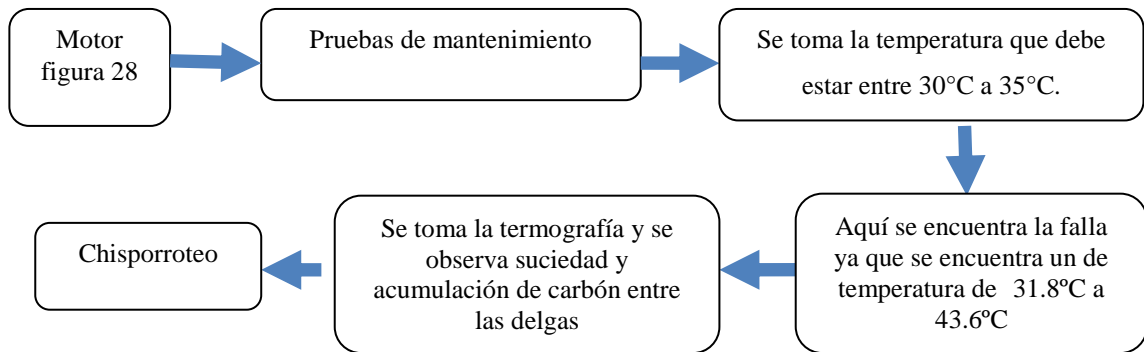 Motor
figura 28
Pruebas de mantenimiento
Se toma la temperatura que debe
estar entre 30°C a 35°C.
Aquí se encuentra la falla
ya que se encuentra un de
temperatura de 31.8ºC a
43.6ºC
Se toma la termografía y se
observa suciedad y
acumulación de carbón entre
las delgas
Chisporroteo